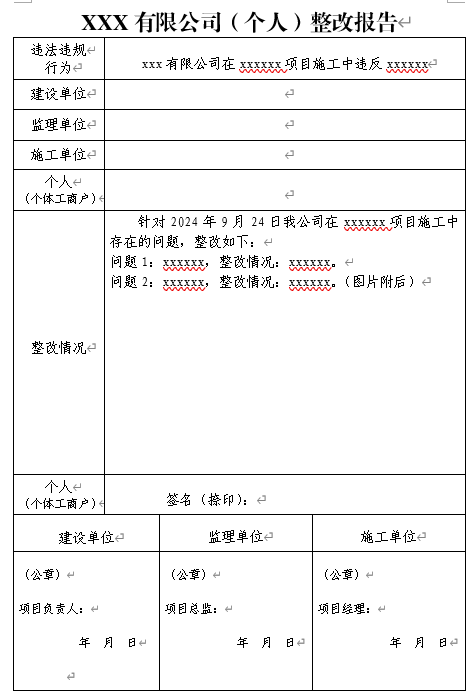 XXX 有限公司（个人）整改报告
违法违规
行为
xxx 有限公司在 xxxxxx 项目施工中违反 xxxxxx
建设单位
监理单位
施工单位
个人
（个体工商户）
针对 2024 年 9 月 24 日我公司在 xxxxxx 项目施工中
存在的问题，整改如下：
问题 1：xxxxxx，整改情况：xxxxxx。
问题 2：xxxxxx，整改情况：xxxxxx。（图片附后）
整改情况
个人
（个体工商户）
签名（捺印）：
建设单位
监理单位
施工单位
（公章）
（公章）
（公章）
项目负责人：
项目总监：
项目经理：
年 月 日
年 月 日
年 月 日